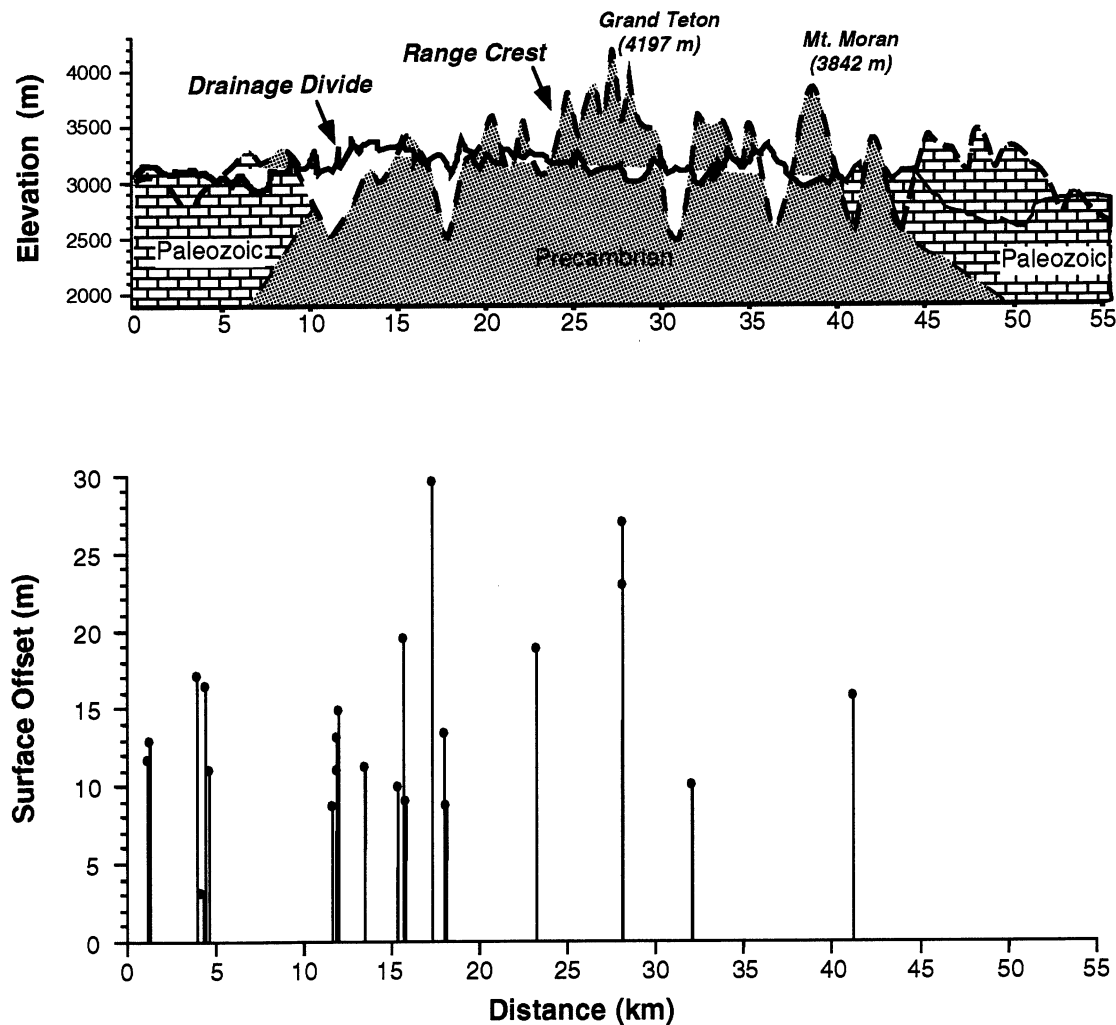 Grand Teton
(4197 m)
Mt. Moran
(3842 m)
Range Crest
Drainage Divide
Elevation (m)
4000
3500
3000
2500
2000
Paleozoic
Precambrian
Paleozoic
0 5 10 15 20 25 30 35 40 45 50 55
Surface Offset (m)
30
25
20
15
10
5
0
0 5 10 15 20 25 30 35 40 45 50 55
Distance (km)